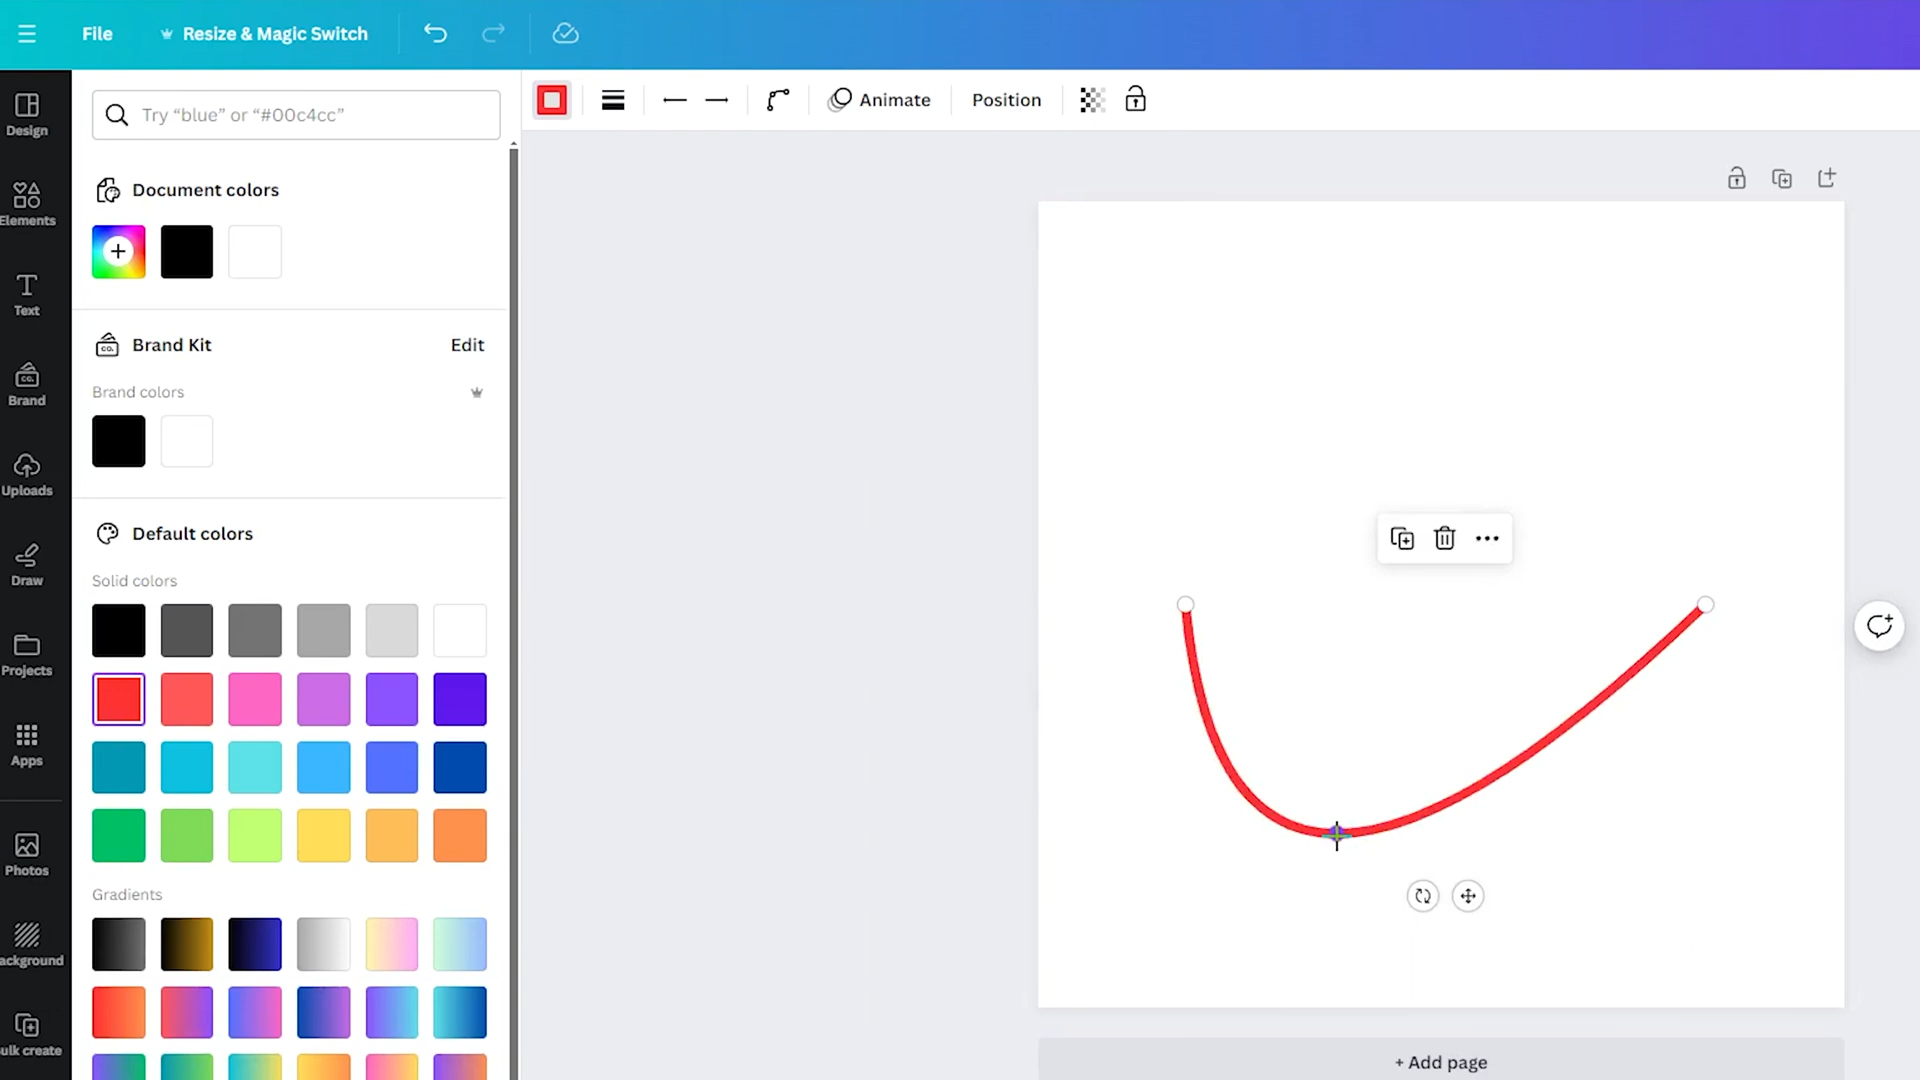 File
Resize & Magic Switch
Design
Elements
Text
Brand
Uploads
Draw
Projects
Apps
Photos
ackground
ulk create
Try “blue” or “#00c4cc”
Document colors
Brand Kit
Edit
Brand colors
Default colors
Solid colors
Gradients
Animate
Position
+ Add page